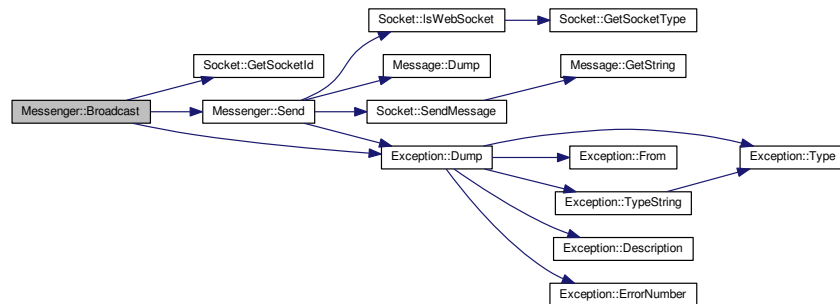 Messenger::Broadcast
Socket::GetSocketId
Messenger::Send
Socket::IsWebSocket
Message::Dump
Socket::SendMessage
Exception::Dump
Socket::GetSocketType
Message::GetString
Exception::From
Exception::TypeString
Exception::Description
Exception::ErrorNumber
Exception::Type